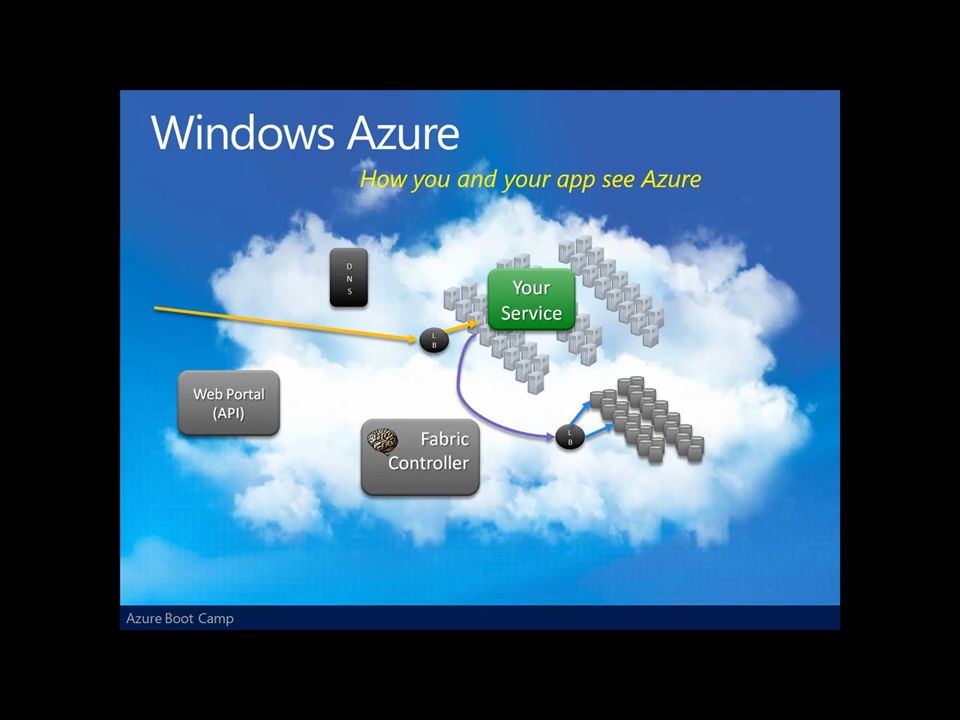 Windows Azure
How you and your app see Azure
D
N
S
Your
Service
L
B
Web Portal
(API)
Fabric
Controller
L
B
Azure Boot Camp